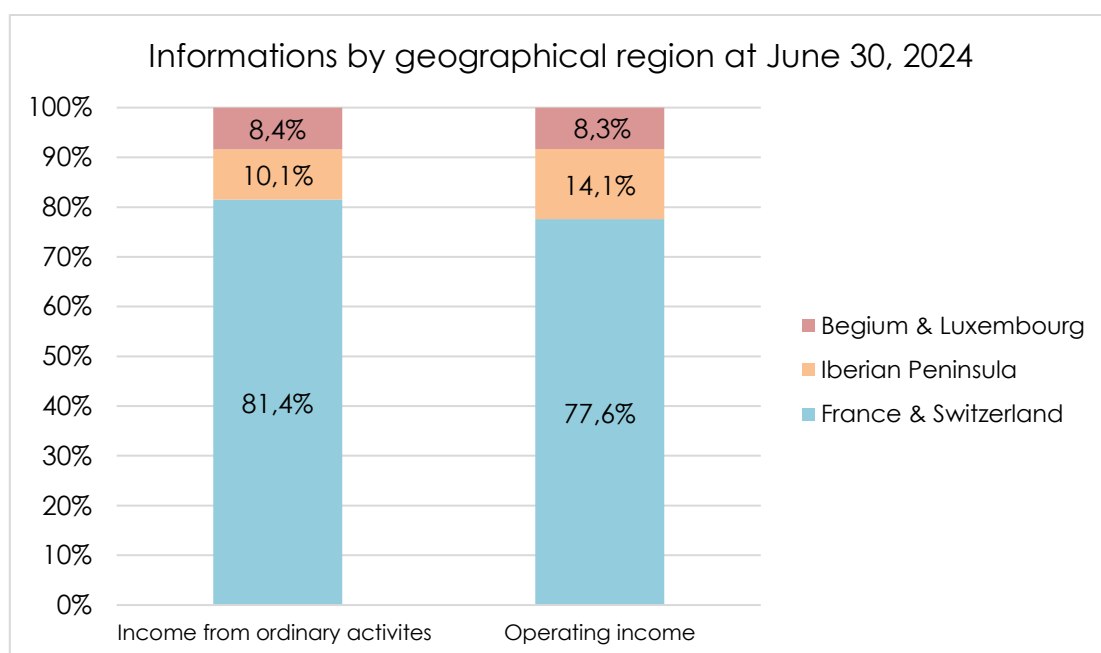 Informations by geographical region at June 30, 2024
100%
90%
80%
70%
60%
50%
40%
30%
20%
10%
0%
8,4%
10,1%
81,4%
8,3%
14,1%
77,6%
Income from ordinary activites
Operating income
Begium & Luxembourg
Iberian Peninsula
France & Switzerland